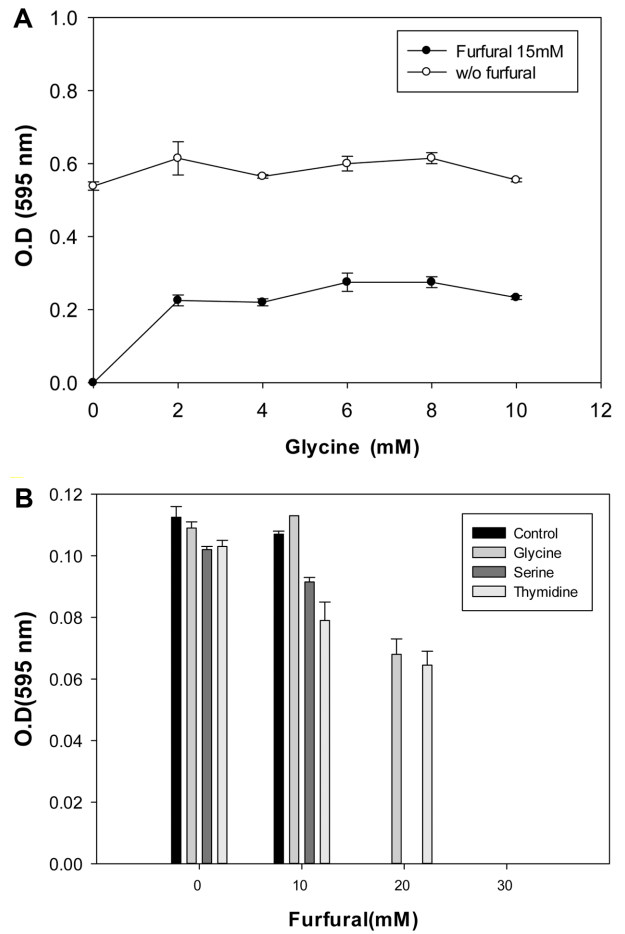 A
1.0
0.8
0.6
0.4
0.2
0.0
O.D (595 nm)
Furfural 15mM
w/o furfural
0 2 4 6 8 10 12
Glycine (mM)
B
0.12
0.10
0.08
0.06
0.04
0.02
0.00
O.D(595 nm)
Control
Glycine
Serine
Thymidine
0 10 20 30
Furfural(mM)